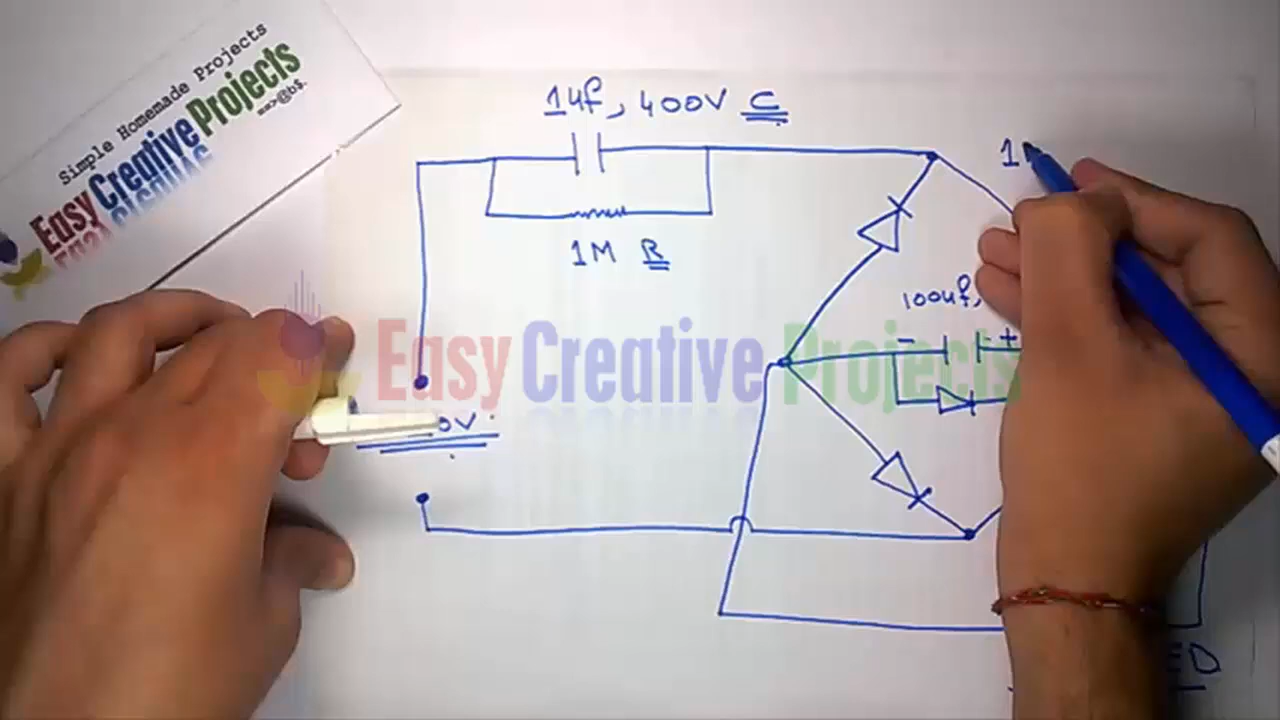 Simple Homemade Projects
Easy Creative Projects
==>@b$.
1uf, 400V C
1M R
100uf,
- +
Easy Creative Projects